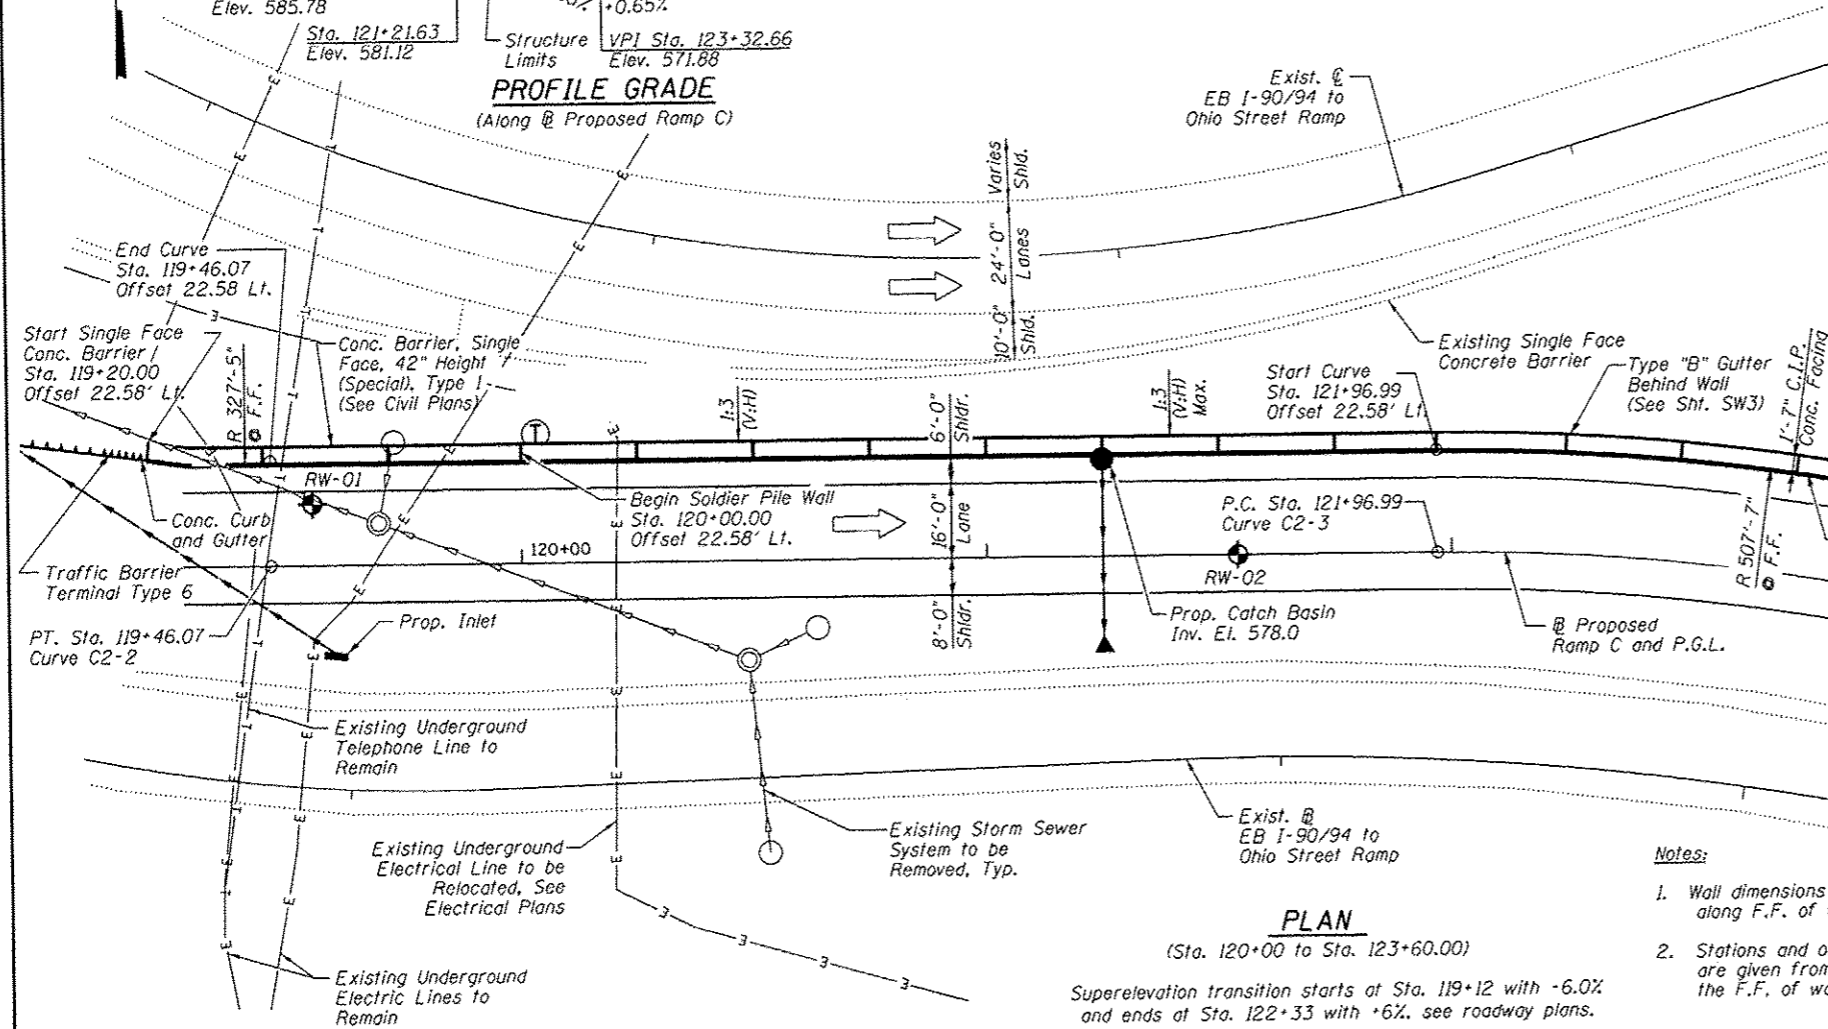 Elev. 585.78
Sta. 121+21.63
Elev. 581.12
Structure
Limits
+0.65%
VPI Sta. 123+32.66
Elev. 571.88
PROFILE GRADE
(Along ⅊ Proposed Ramp C)
Exist. ℄
EB I-90/94 to
Ohio Street Ramp
Varies
Shld.
24'-0"
Lanes
10'-0"
Shld.
End Curve
Sta. 119+46.07
Offset 22.58 Lt.
Start Single Face
Conc. Barrier
Sta. 119+20.00
Offset 22.58' Lt.
R 327'-5"
@ F.F.
Conc. Barrier, Single
Face, 42" Height
(Special), Type 1
(See Civil Plans)
1:3
(V:H)
6'-0"
Shldr.
1:3
(V:H)
Max.
Start Curve
Sta. 121+96.99
Offset 22.58' Lt.
Existing Single Face
Concrete Barrier
Type "B" Gutter
Behind Wall
(See Sht. SW3)
1'-7" C.I.P.
Conc. Facing
T
RW-01
Conc. Curb
and Gutter
Begin Soldier Pile Wall
Sta. 120+00.00
Offset 22.58' Lt.
120+00
16'-0"
Lane
P.C. Sta. 121+96.99
Curve C2-3
RW-02
R 507'-7"
@ F.F.
Traffic Barrier
Terminal Type 6
PT. Sta. 119+46.07
Curve C2-2
Prop. Inlet
8'-0"
Shldr.
Prop. Catch Basin
Inv. El. 578.0
⅊ Proposed
Ramp C and P.G.L.
Existing Underground
Telephone Line to
Remain
Existing Underground
Electrical Line to be
Relocated, See
Electrical Plans
Existing Storm Sewer
System to be
Removed, Typ.
Exist. ⅊
EB I-90/94 to
Ohio Street Ramp
Existing Underground
Electric Lines to
Remain
PLAN
(Sta. 120+00 to Sta. 123+60.00)
Superelevation transition starts at Sta. 119+12 with -6.0%
and ends at Sta. 122+33 with +6%. see roadway plans.
Notes:
1. Wall dimensions
along F.F. of
2. Stations and
are given from
the F.F. of